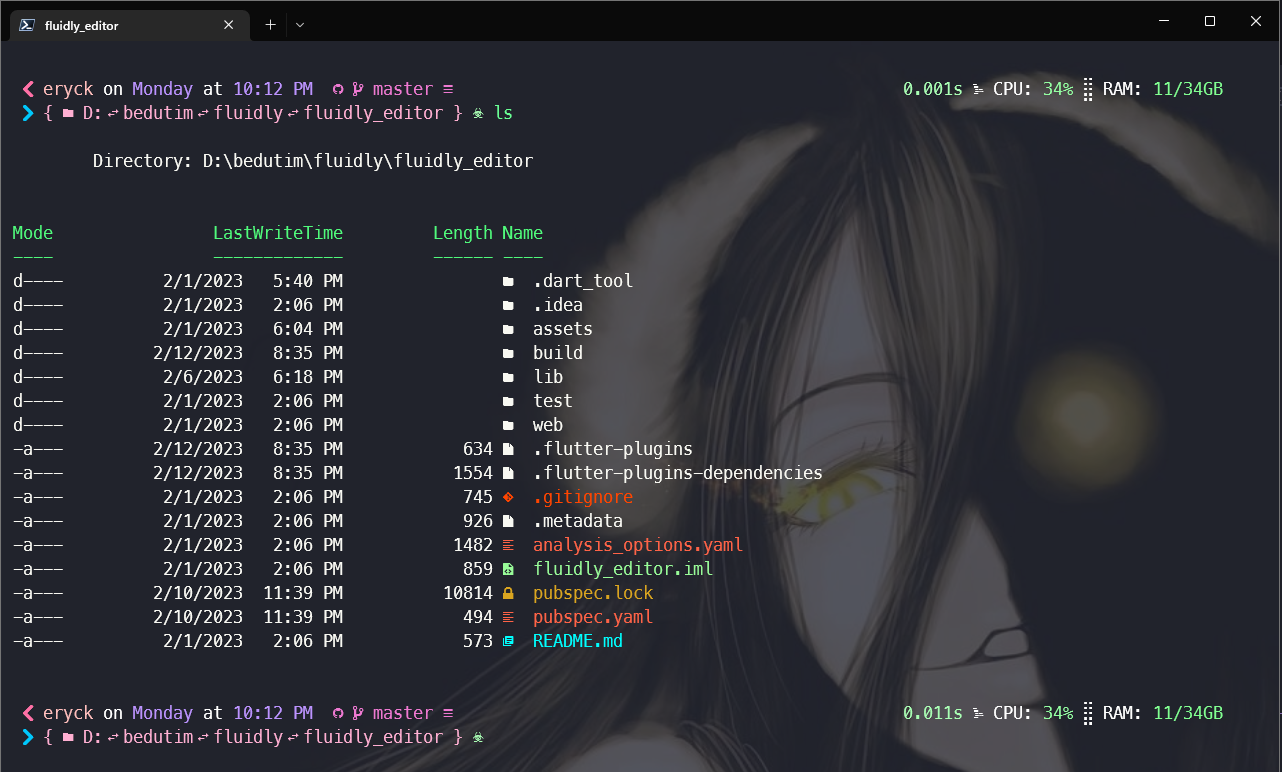 fluidly_editor
eryck on Monday at 10:12 PM master ≡ 0.001s CPU: 34% RAM: 11/34GB
{ D: bedutim fluidly fluidly_editor } ls
Directory: D:\bedutim\fluidly\fluidly_editor
Mode LastWriteTime Length Name
---- ------------- ------ ----
d---- 2/1/2023 5:40 PM .dart_tool
d---- 2/1/2023 2:06 PM .idea
d---- 2/1/2023 6:04 PM assets
d---- 2/12/2023 8:35 PM build
d---- 2/6/2023 6:18 PM lib
d---- 2/1/2023 2:06 PM test
d---- 2/1/2023 2:06 PM web
-a--- 2/12/2023 8:35 PM 634 .flutter-plugins
-a--- 2/12/2023 8:35 PM 1554 .flutter-plugins-dependencies
-a--- 2/1/2023 2:06 PM 745 .gitignore
-a--- 2/1/2023 2:06 PM 926 .metadata
-a--- 2/1/2023 2:06 PM 1482 analysis_options.yaml
-a--- 2/1/2023 2:06 PM 859 fluidly_editor.iml
-a--- 2/10/2023 11:39 PM 10814 pubspec.lock
-a--- 2/10/2023 11:39 PM 494 pubspec.yaml
-a--- 2/1/2023 2:06 PM 573 README.md
eryck on Monday at 10:12 PM master ≡ 0.011s CPU: 34% RAM: 11/34GB
{ D: bedutim fluidly fluidly_editor }